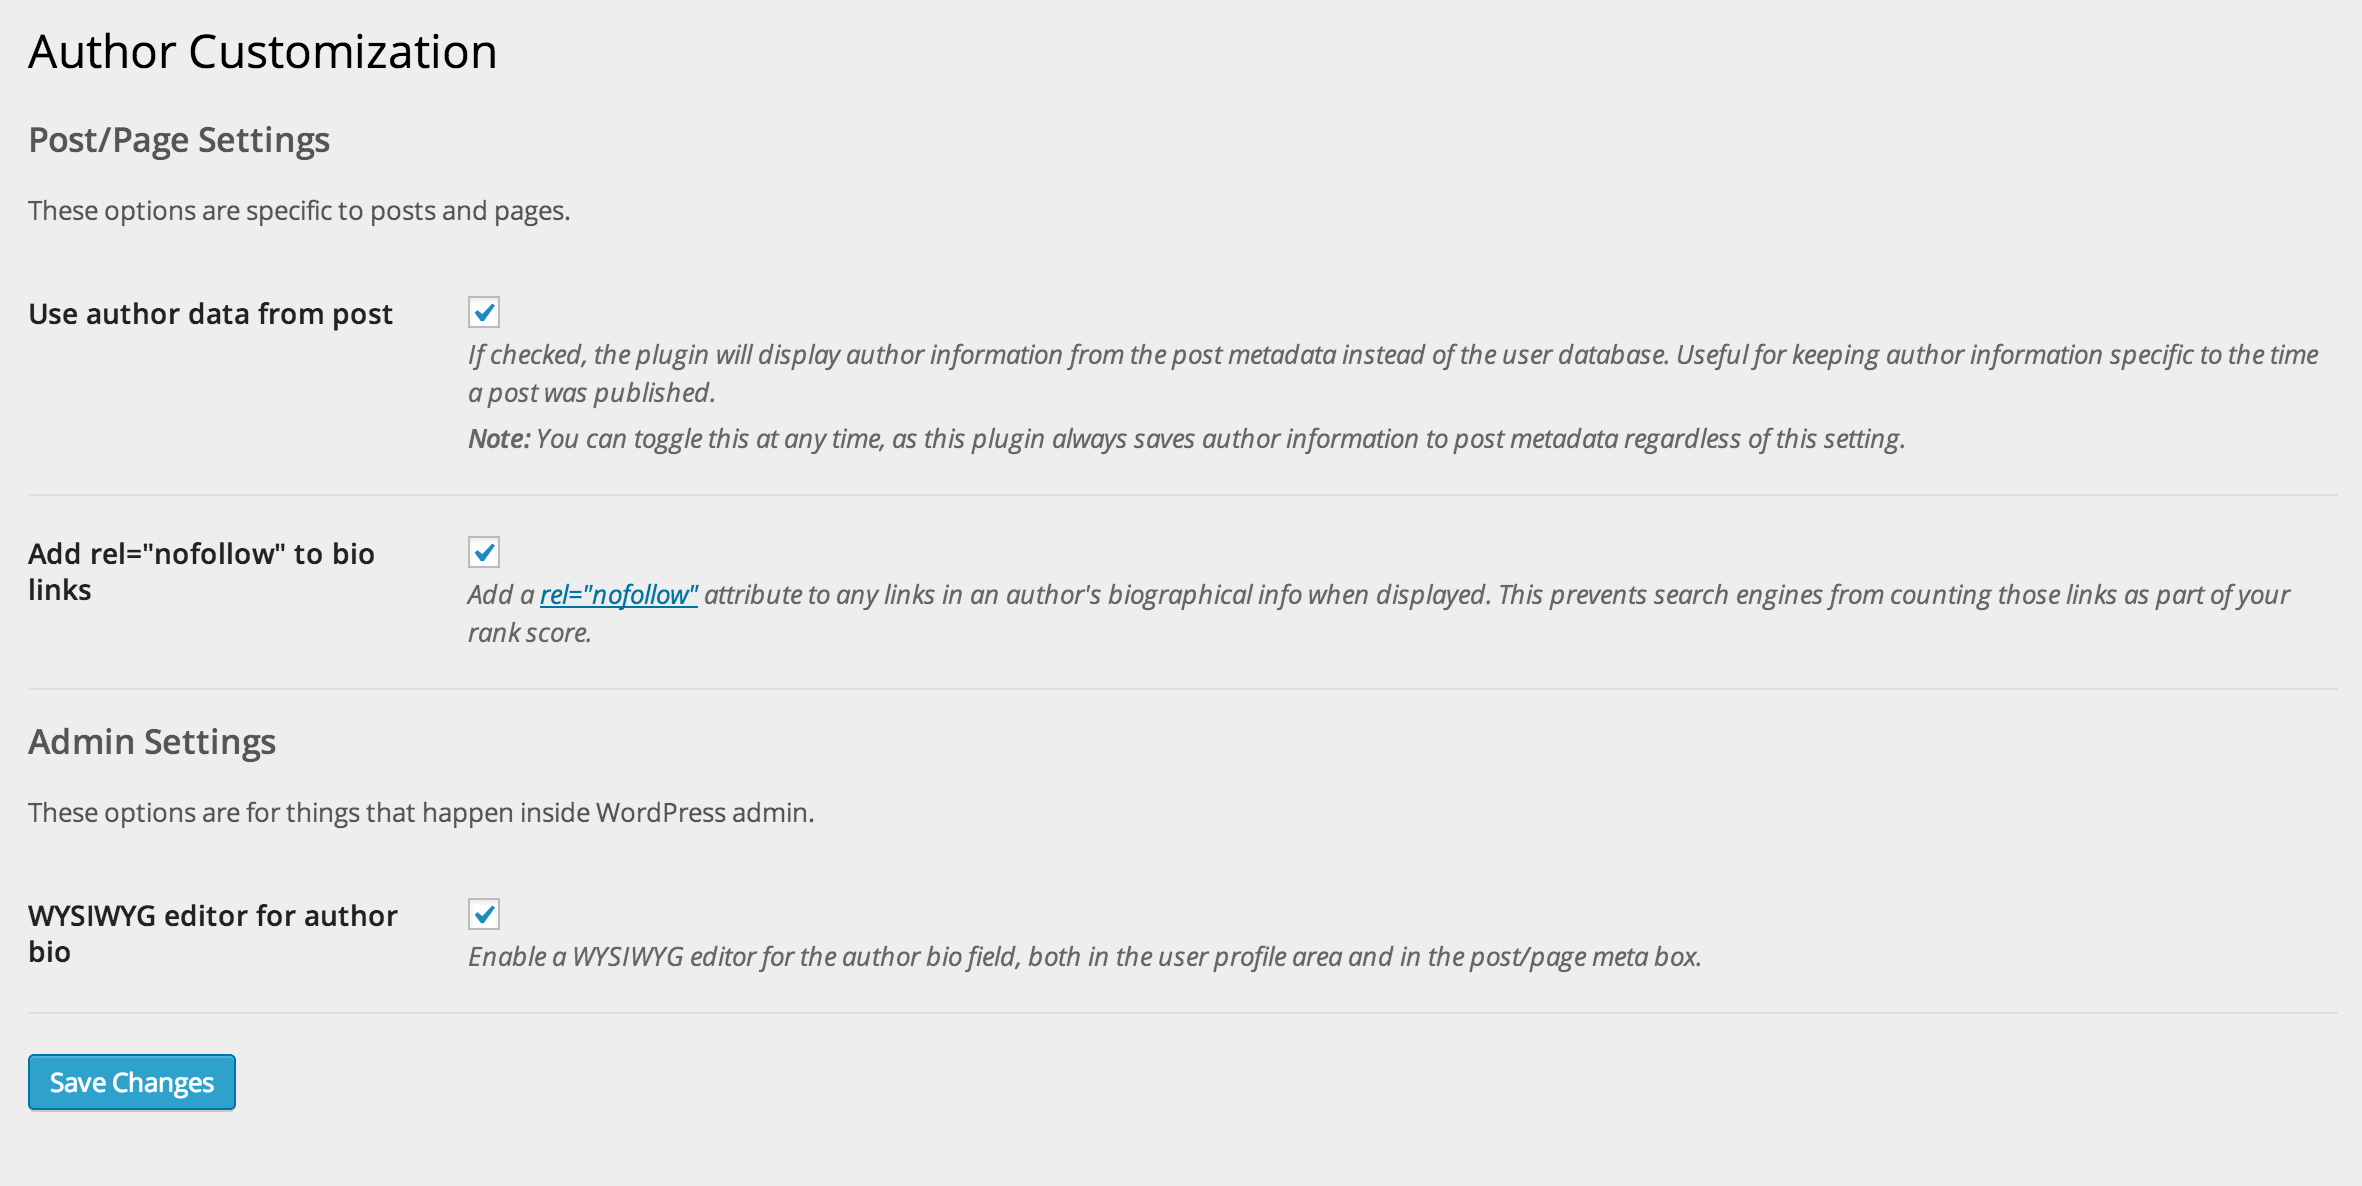 Author Customization
Post/Page Settings
These options are specific to posts and pages.
Use author data from post
If checked, the plugin will display author information from the post metadata instead of the user database. Useful for keeping author information specific to the time
a post was published.
Note: You can toggle this at any time, as this plugin always saves author information to post metadata regardless of this setting.
Add rel="nofollow" to bio
links
Add a rel="nofollow" attribute to any links in an author's biographical info when displayed. This prevents search engines from counting those links as part of your
rank score.
Admin Settings
These options are for things that happen inside WordPress admin.
WYSIWYG editor for author
bio
Enable a WYSIWYG editor for the author bio field, both in the user profile area and in the post/page meta box.
Save Changes